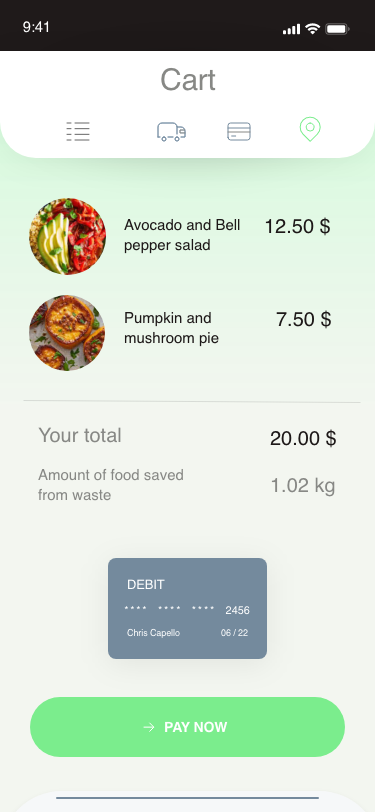 9:41
Cart
Avocado and Bell
pepper salad
12.50 $
Pumpkin and
mushroom pie
7.50 $
Your total
20.00 $
Amount of food saved
from waste
1.02 kg
DEBIT
**** **** **** 2456
Chris Capello 06 / 22
→ PAY NOW